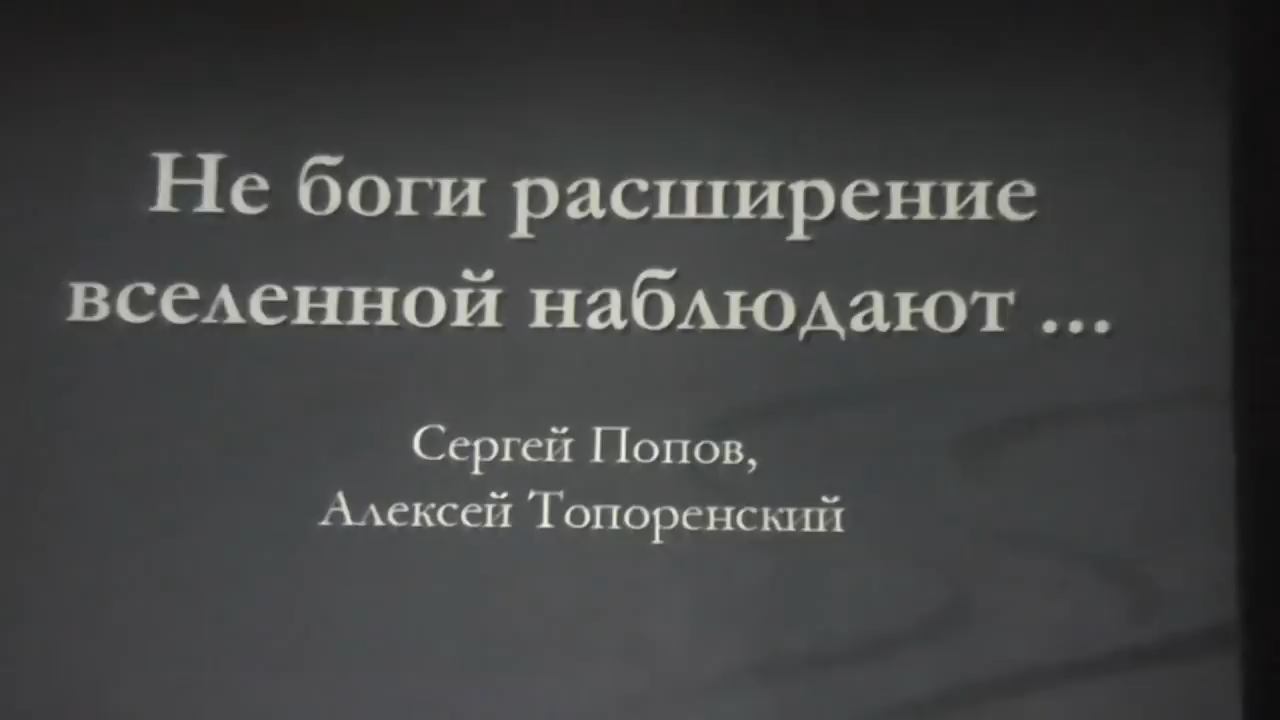 Не боги расширение
вселенной наблюдают ...
Сергей Попов,
Алексей Топоренский